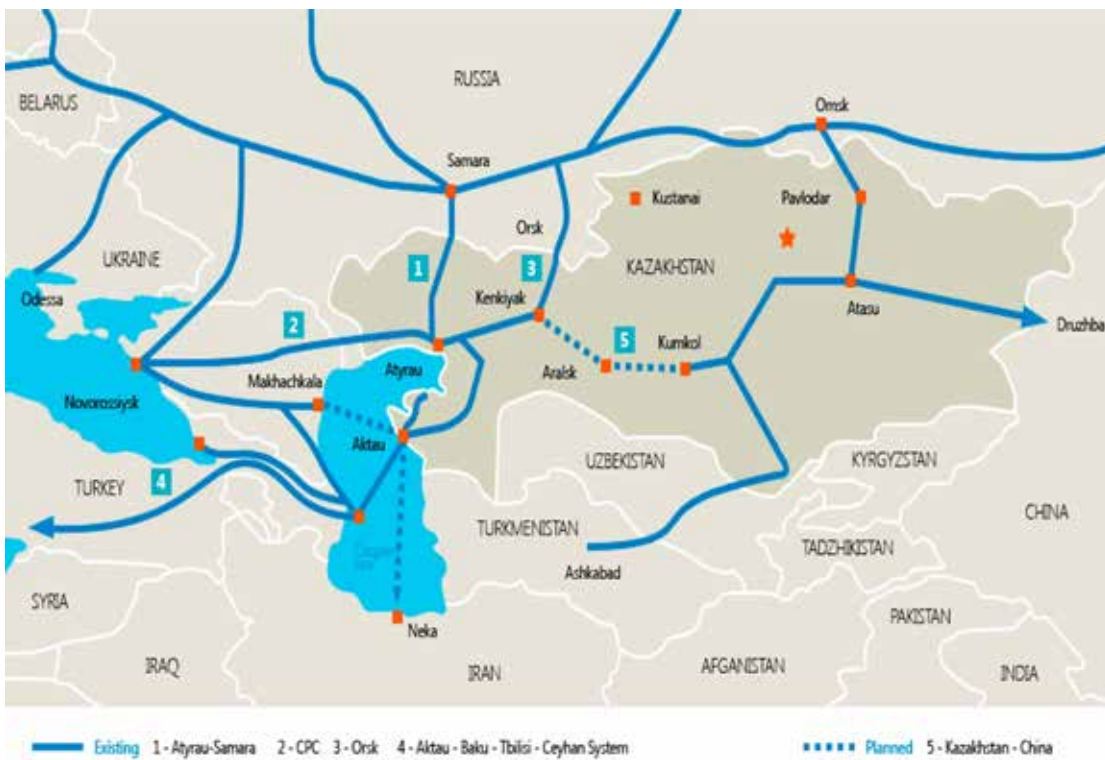 RUSSIA
BELARUS
Omsk
Samara
Kustanai
Pavlodar
Orsk
UKRAINE
1
3
KAZAKHSTAN
Odessa
Kenkiyak
Atasu
Druzhba
2
5
Kumkol
Atyrau
Aralsk
Makhachkala
Novorossiysk
Aktau
UZBEKISTAN
KYRGYZSTAN
TURKEY
4
CHINA
TURKMENISTAN
TADZHIKISTAN
Ashkabad
SYRIA
PAKISTAN
Neka
IRAQ
IRAN
AFGANISTAN
INDIA
Existing 1 - Atyrau-Samara 2 - CPC 3 - Orsk 4 - Aktau - Baku - Tbilisi - Ceyhan System Planned 5 - Kazakhstan - China